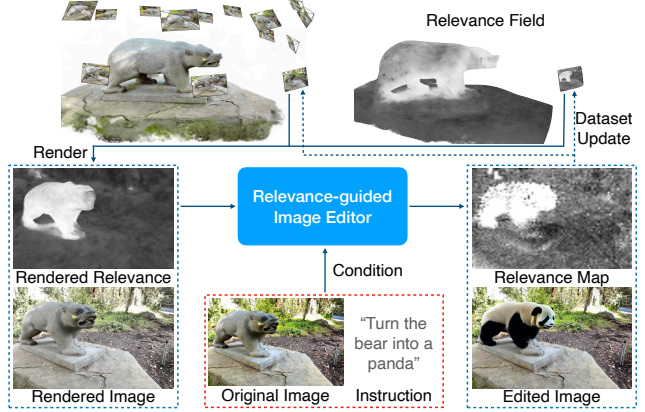 Relevance Field
Dataset
Update
Render
Relevance-guided
Image Editor
Rendered Relevance
Relevance Map
Condition
“Turn the
bear into a
panda”
Rendered Image
Original Image
Instruction
Edited Image